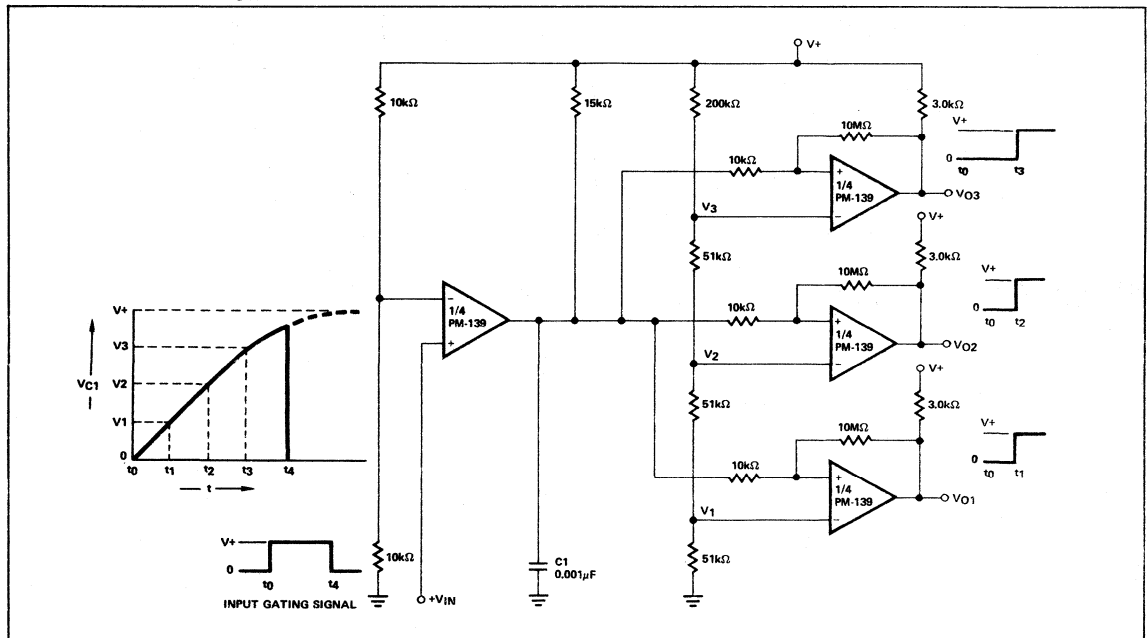 V+
10kΩ
15kΩ
200kΩ
3.0kΩ
10MΩ
V+
0
t0
t3
10kΩ
+
1/4
PM-139
−
VO3
V3
V+
51kΩ
3.0kΩ
10MΩ
V+
0
t0
t2
−
1/4
PM-139
+
10kΩ
+
1/4
PM-139
−
VO2
V2
V+
V+
V3
VC1
V2
V1
0
t0
t1
t2
t3
t4
t
51kΩ
3.0kΩ
10MΩ
V+
0
t0
t1
10kΩ
+
1/4
PM-139
−
VO1
V1
V+
0
t0
t4
INPUT GATING SIGNAL
10kΩ
+VIN
C1
0.001μF
51kΩ